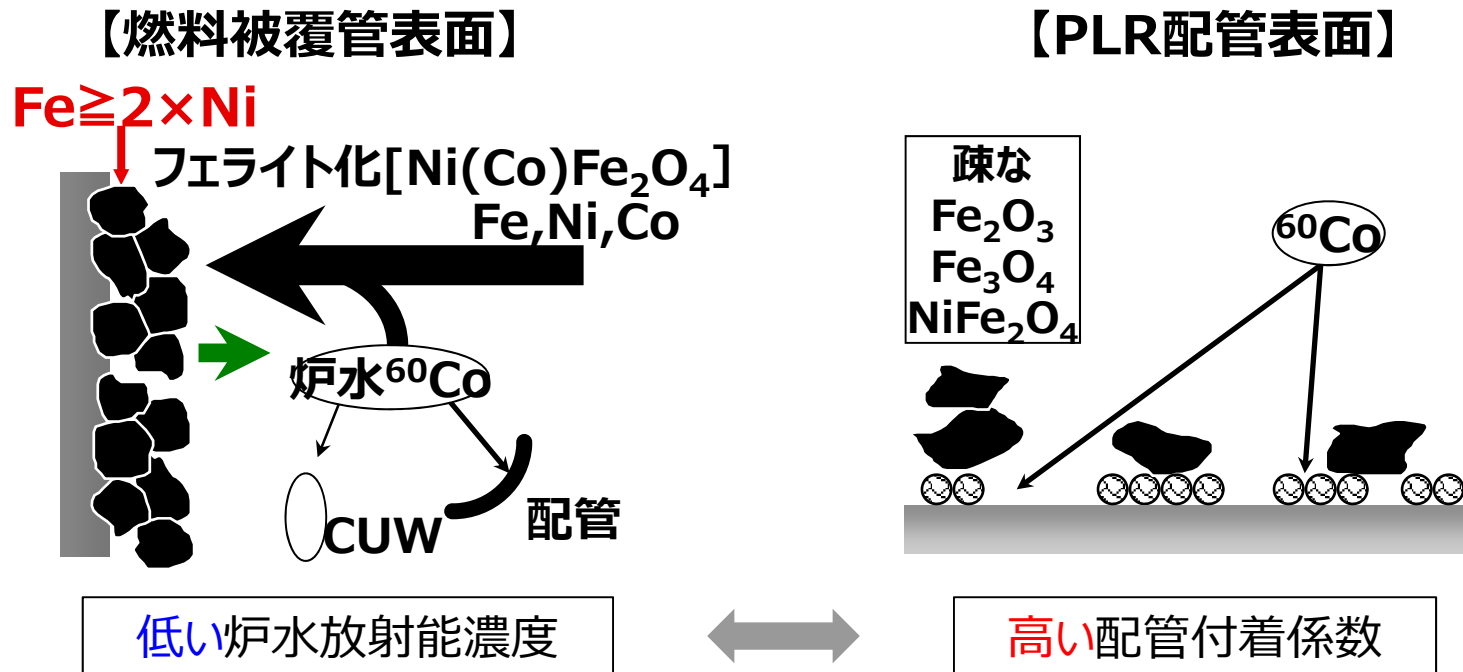 【燃料被覆管表面】
Fe≧2×Ni
フェライト化[Ni(Co)Fe₂O₄]
Fe,Ni,Co
炉水⁶⁰Co
CUW
配管
低い炉水放射能濃度
【PLR配管表面】
疎な
Fe₂O₃
Fe₃O₄
NiFe₂O₄
⁶⁰Co
高い配管付着係数